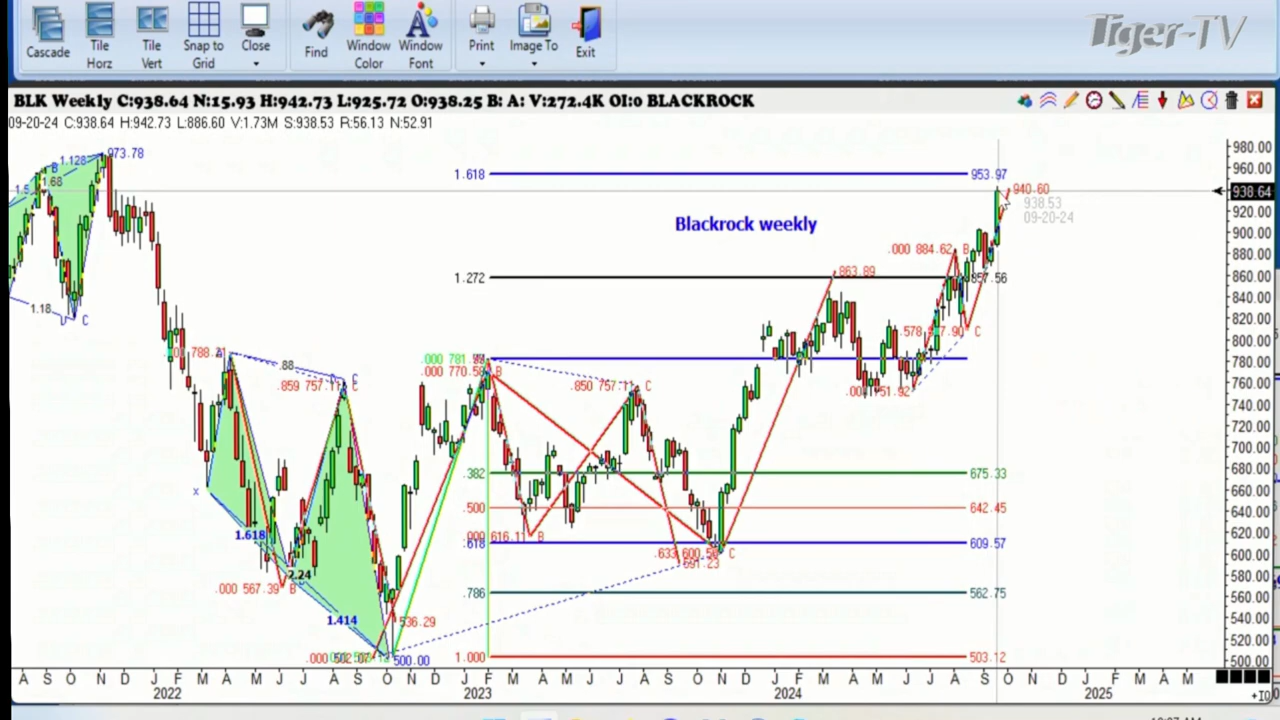 Cascade
Tile Horz
Tile Vert
Snap to Grid
Close
Find
Window Color
Window Font
Print
Image To
Exit
Tiger-TV
BLK Weekly C:938.64 N:15.93 H:942.73 L:925.72 O:938.25 B: A: V:272.4K OI:0 BLACKROCK
09-20-24 C:938.64 H:942.73 L:886.60 V:1.73M S:938.53 R:56.13 N:52.91
1.128
973.78
B
1.68
1.618
953.97
980.00
960.00
938.64
940.60
938.53
09-20-24
920.00
Blackrock weekly
.000 884.62 B
900.00
880.00
1.272
863.89
857.56
860.00
1.18
C
840.00
820.00
.578
C
800.00
788.21
.88
.000
.000 770.58 B
.859 757.11 C
.850 757.11 C
780.00
760.00
740.00
720.00
700.00
680.00
.382
675.33
660.00
x
.500
642.45
640.00
1.618
.000 616.11 B
.618
609.57
620.00
600.00
.633 600.50 C
591.23
2.24
.000 567.39 B
.786
562.75
580.00
560.00
540.00
1.414
536.29
520.00
500.00
1.000
503.12
500.00
A S O N D F M A M J J A S O N D F M A M J J A S O N D F M A M J J A S O N D F M A M
2022 2023 2024 2025